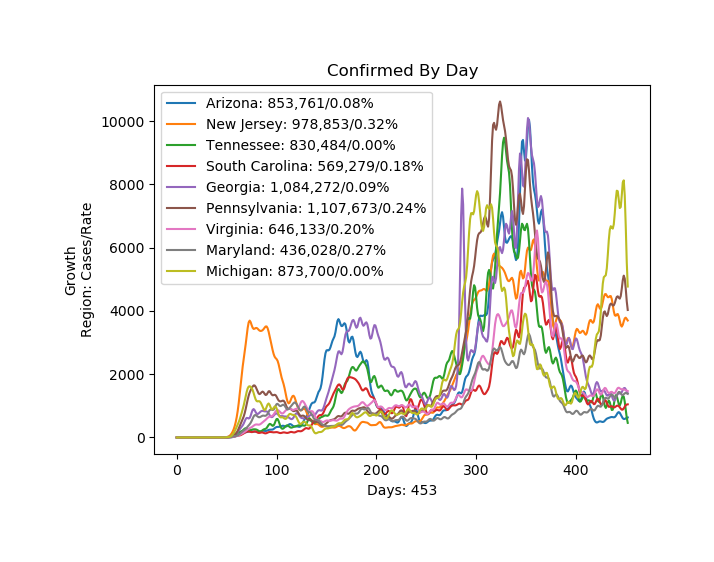 Confirmed By Day
Growth
Region: Cases/Rate
10000
8000
6000
4000
2000
0
Arizona: 853,761/0.08%
New Jersey: 978,853/0.32%
Tennessee: 830,484/0.00%
South Carolina: 569,279/0.18%
Georgia: 1,084,272/0.09%
Pennsylvania: 1,107,673/0.24%
Virginia: 646,133/0.20%
Maryland: 436,028/0.27%
Michigan: 873,700/0.00%
0 100 200 300 400
Days: 453